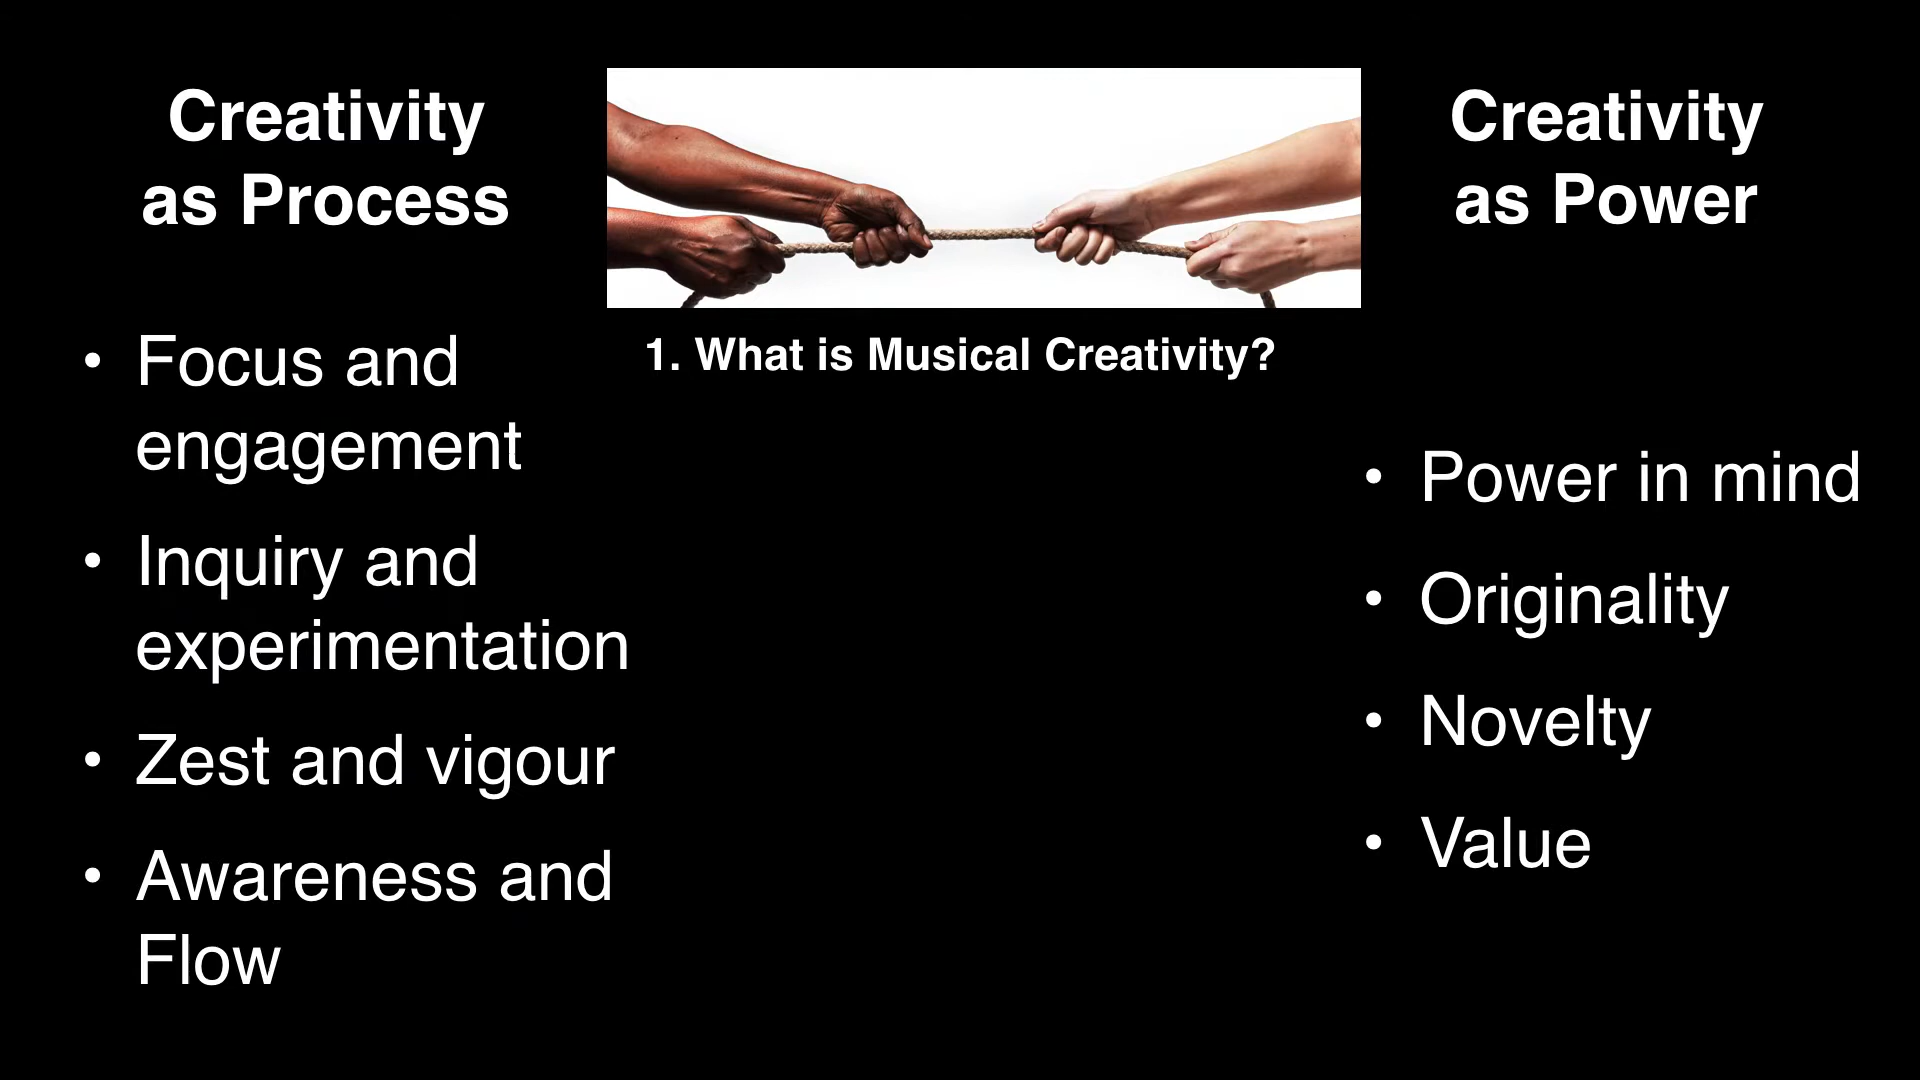 Creativity
as Process
• Focus and
engagement
• Inquiry and
experimentation
• Zest and vigour
• Awareness and
Flow
1. What is Musical Creativity?
Creativity
as Power
• Power in mind
• Originality
• Novelty
• Value